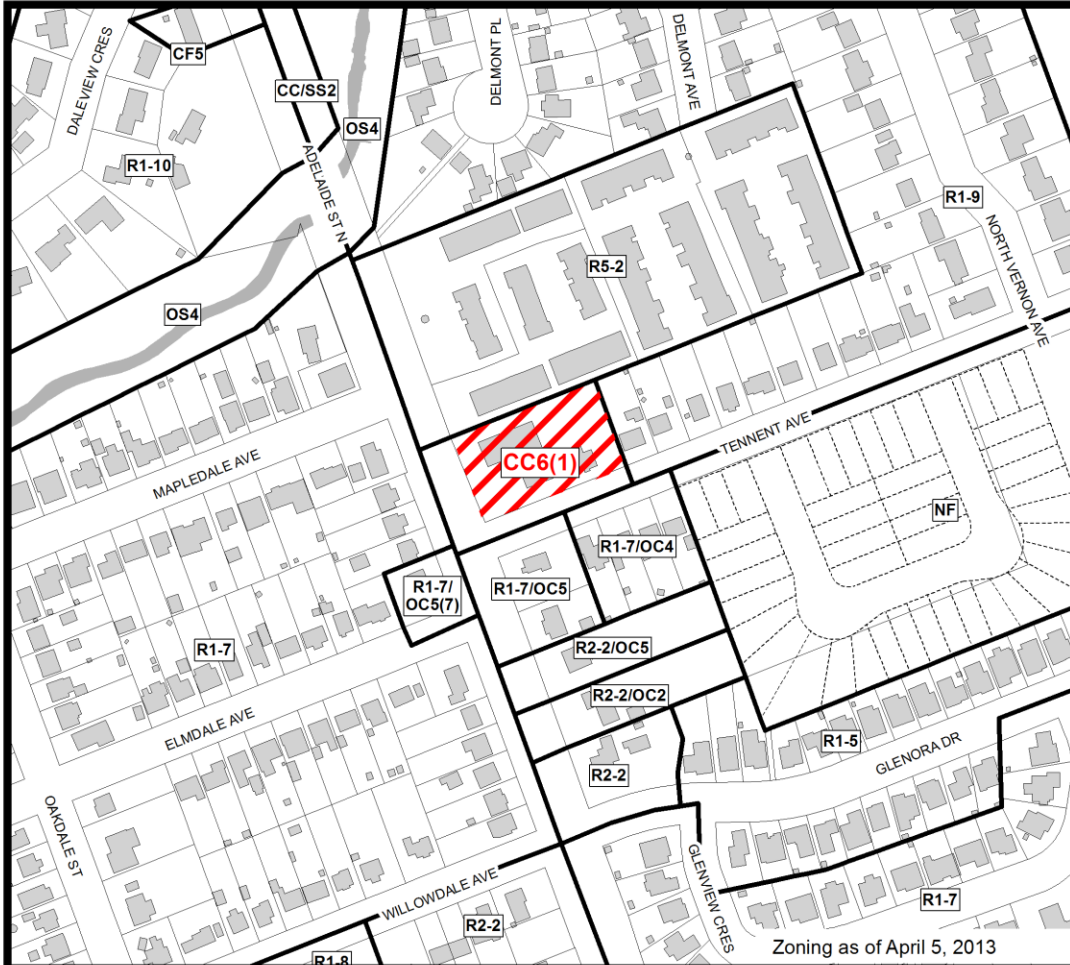 DALEVIEW CRES
CF5
CC/SS2
OS4
DELMONT PL
DELMONT AVE
R1-10
ADELAIDE ST N
R1-9
NORTH VERNON AVE
R5-2
OS4
TENNENT AVE
MAPLEDALE AVE
CC6(1)
NF
R1-7/OC4
R1-7/
OC5(7)
R1-7/OC5
R1-7
R2-2/OC5
R2-2/OC2
ELMDALE AVE
R1-5
GLENORA DR
R2-2
OAKDALE ST
GLENVIEW CRES
WILLOWDALE AVE
R1-7
R2-2
R1-8
Zoning as of April 5, 2013